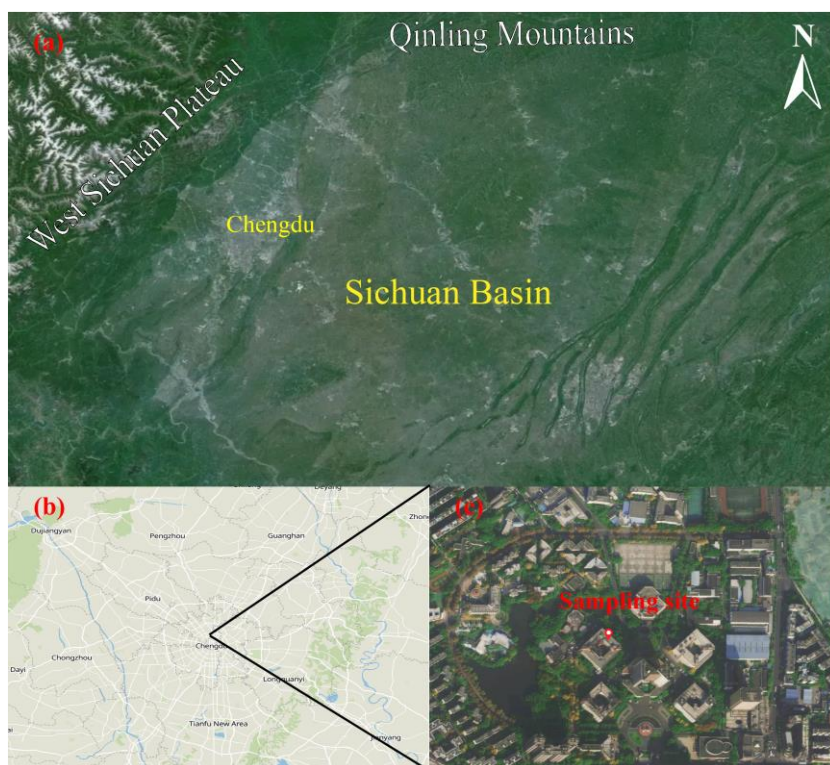 (a)
Qinling Mountains
N
West Sichuan Plateau
Chengdu
Sichuan Basin
(b)
Dujiangyan
Pengzhou
Guanghan
Deyang
Pidu
Chengdu
Chongzhou
Dayi
Longquanyi
Tianfu New Area
Jianyang
(c)
Sampling site